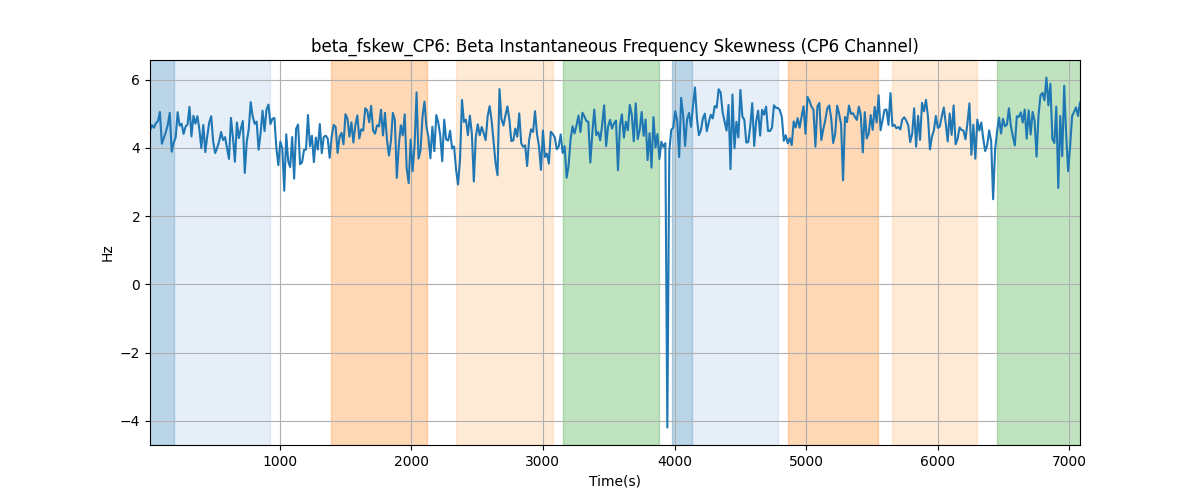 beta_fskew_CP6: Beta Instantaneous Frequency Skewness (CP6 Channel)
6
4
2
0
−2
−4
Hz
1000 2000 3000 4000 5000 6000 7000
Time(s)